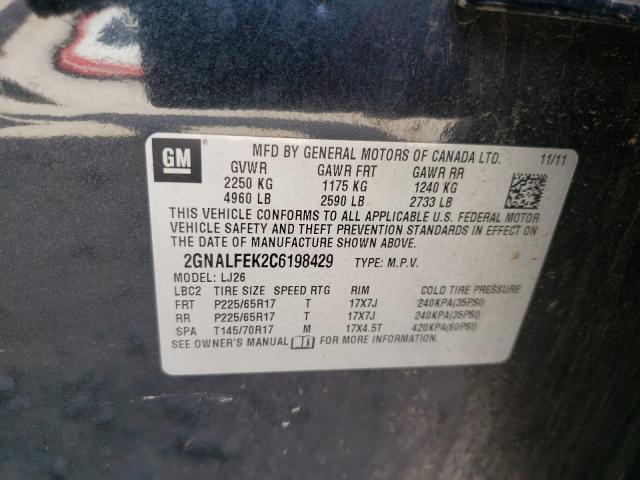 GM
MFD BY GENERAL MOTORS OF CANADA LTD. 11/11
GVWR GAWR FRT GAWR RR
2250 KG 1175 KG 1240 KG
4960 LB 2590 LB 2733 LB
THIS VEHICLE CONFORMS TO ALL APPLICABLE U.S. FEDERAL MOTOR
VEHICLE SAFETY AND THEFT PREVENTION STANDARDS IN EFFECT ON
THE DATE OF MANUFACTURE SHOWN ABOVE.
2GNALFEK2C6198429 TYPE: M.P.V.
MODEL: LJ26
LBC2 TIRE SIZE SPEED RTG RIM COLD TIRE PRESSURE
FRT P225/65R17 T 17X7J 240KPA(35PSI)
RR P225/65R17 T 17X7J 240KPA(35PSI)
SPA T145/70R17 M 17X4.5T 420KPA(60PSI)
SEE OWNER'S MANUAL FOR MORE INFORMATION.